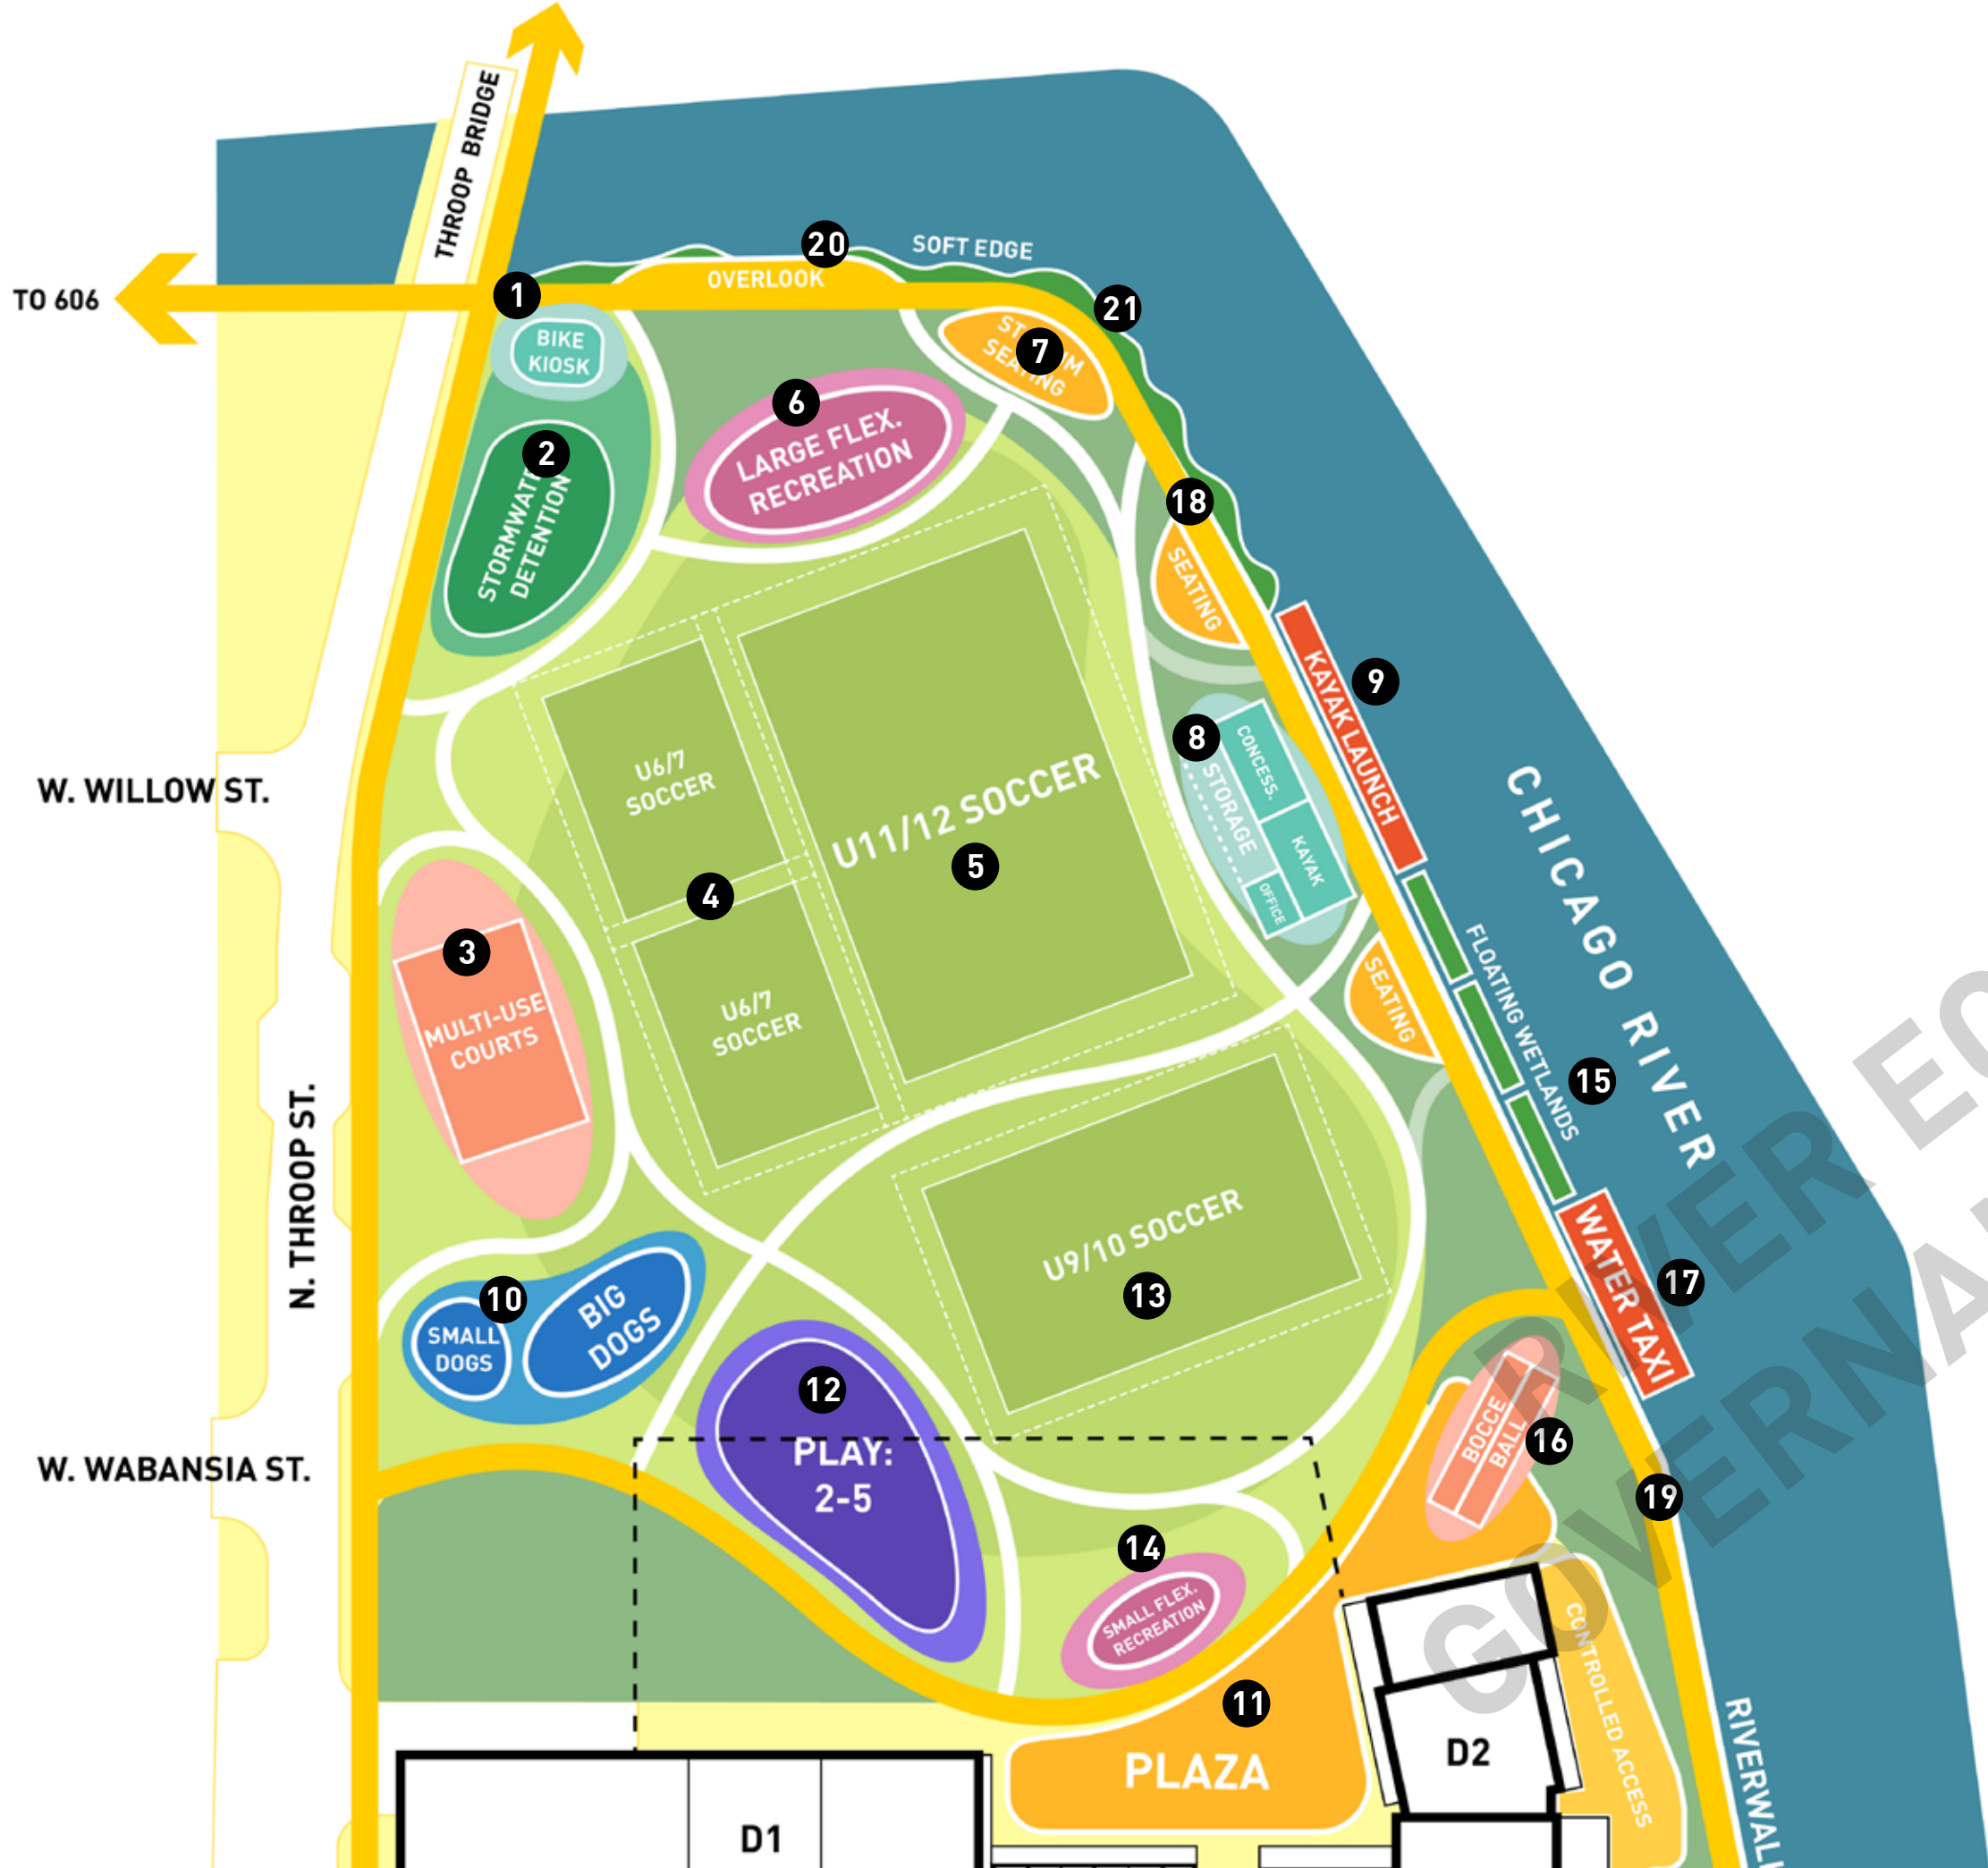 THROOP BRIDGE
TO 606
1
BIKE
KIOSK
20
OVERLOOK
SOFT EDGE
21
7
SEATING
2
DETENTION
6
LARGE FLEX.
RECREATION
18
SEATING
9
KAYAK LAUNCH
W. WILLOW ST.
U6/7
SOCCER
4
U11/12 SOCCER
5
8
CONCESS.
STORAGE
KAYAK
OFFICE
CHICAGO RIVER
3
MULTI-USE
COURTS
U6/7
SOCCER
SEATING
FLOATING WETLANDS
15
N. THROOP ST.
U9/10 SOCCER
13
WATER TAXI
17
10
SMALL
DOGS
BIG
DOGS
12
PLAY:
2-5
BOCCE
BALL
16
19
W. WABANSIA ST.
14
SMALL FLEX.
RECREATION
11
PLAZA
D1
D2
CONTROLLED ACCESS
RIVERWALK